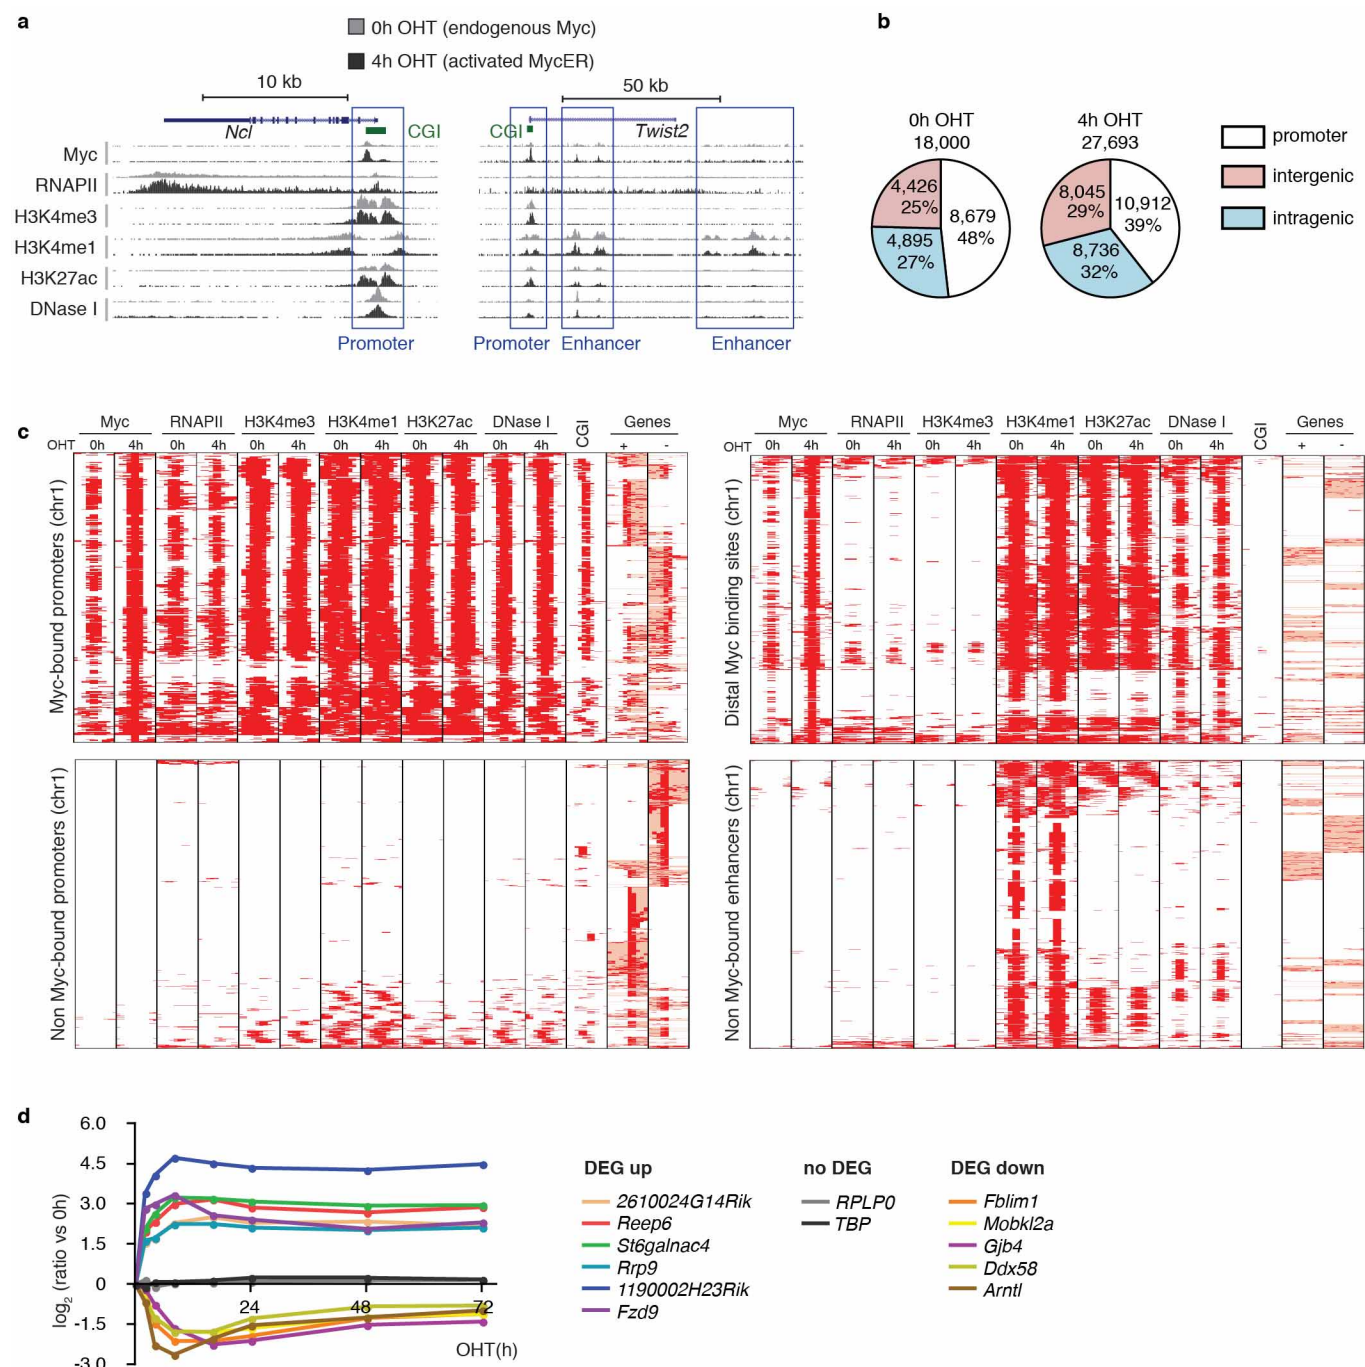 a
0h OHT (endogenous Myc)
4h OHT (activated MycER)
10 kb
50 kb
Ncl
CGI
CGI
Twist2
Myc
RNAPII
H3K4me3
H3K4me1
H3K27ac
DNase I
Promoter
Promoter
Enhancer
Enhancer
b
0h OHT
18,000
4h OHT
27,693
4,426
25%
8,679
48%
4,895
27%
8,045
29%
10,912
39%
8,736
32%
promoter
intergenic
intragenic
c
Myc RNAPII H3K4me3 H3K4me1 H3K27ac DNase I CGI Genes
OHT 0h 4h 0h 4h 0h 4h 0h 4h 0h 4h 0h 4h + -
Myc-bound promoters (chr1)
Non Myc-bound promoters (chr1)
Myc RNAPII H3K4me3 H3K4me1 H3K27ac DNase I CGI Genes
OHT 0h 4h 0h 4h 0h 4h 0h 4h 0h 4h 0h 4h + -
Distal Myc binding sites (chr1)
Non Myc-bound enhancers (chr1)
d
log2 (ratio vs 0h)
6.0
4.5
3.0
1.5
0
-1.5
-3.0
24 48 72
OHT(h)
DEG up
2610024G14Rik
Reep6
St6galnac4
Rrp9
1190002H23Rik
Fzd9
no DEG
RPLP0
TBP
DEG down
Fblim1
Mobkl2a
Gjb4
Ddx58
Arntl